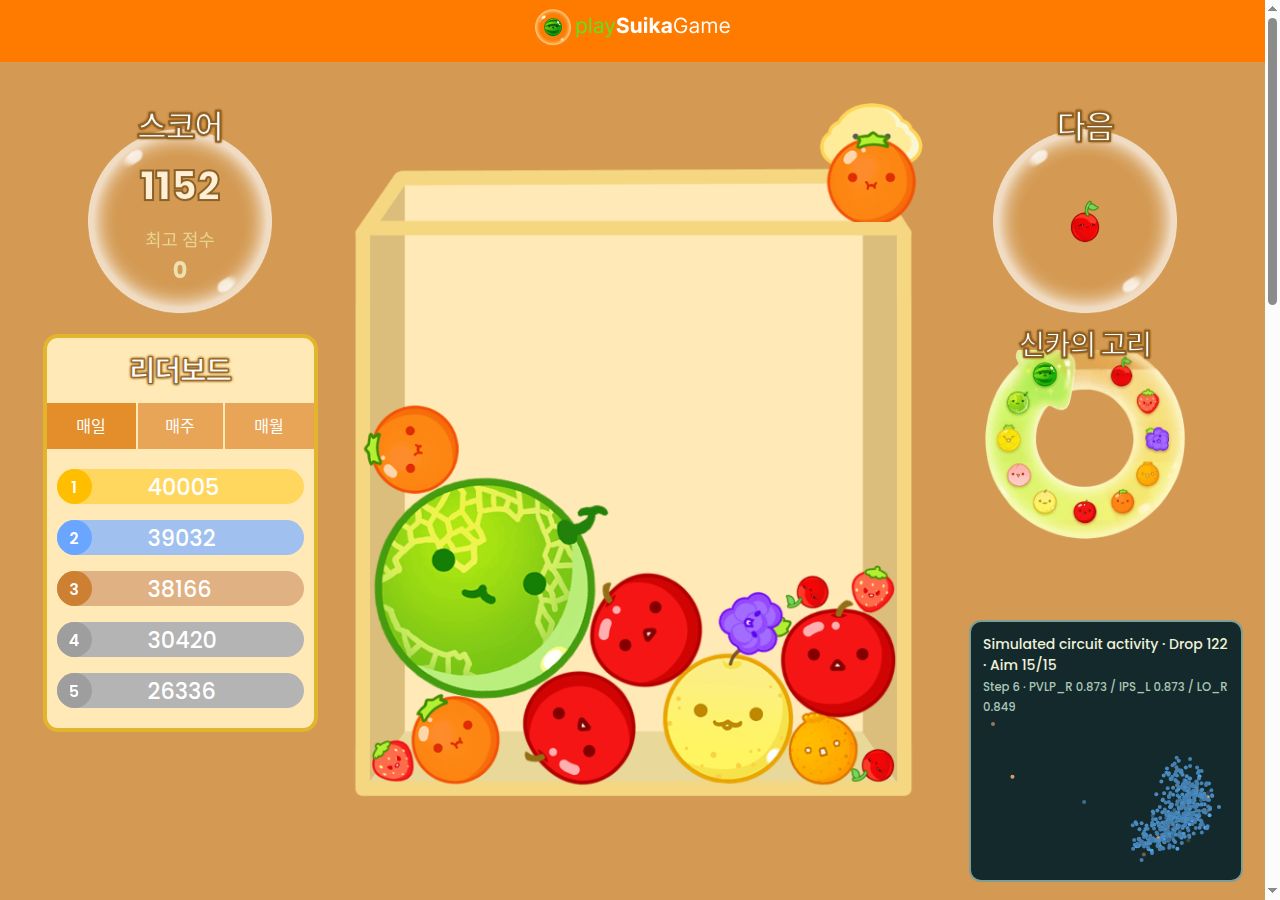 playSuikaGame
스코어
1152
최고 점수
0
다음
신카의 고리
리더보드
매일 매주 매월
1 40005
2 39032
3 38166
4 30420
5 26336
Simulated circuit activity · Drop 122
· Aim 15/15
Step 6 · PVLP_R 0.873 / IPS_L 0.873 / LO_R
0.849